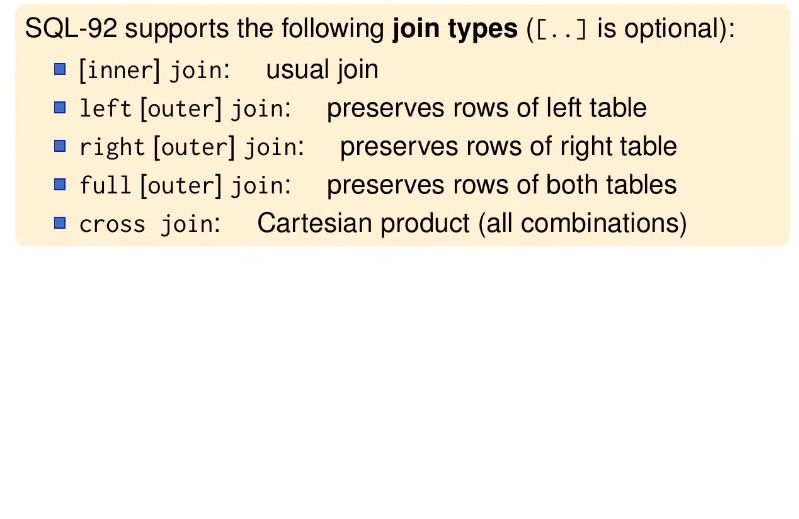 SQL-92 supports the following join types ([..] is optional):
[inner] join: usual join
left [outer] join: preserves rows of left table
right [outer] join: preserves rows of right table
full [outer] join: preserves rows of both tables
cross join: Cartesian product (all combinations)